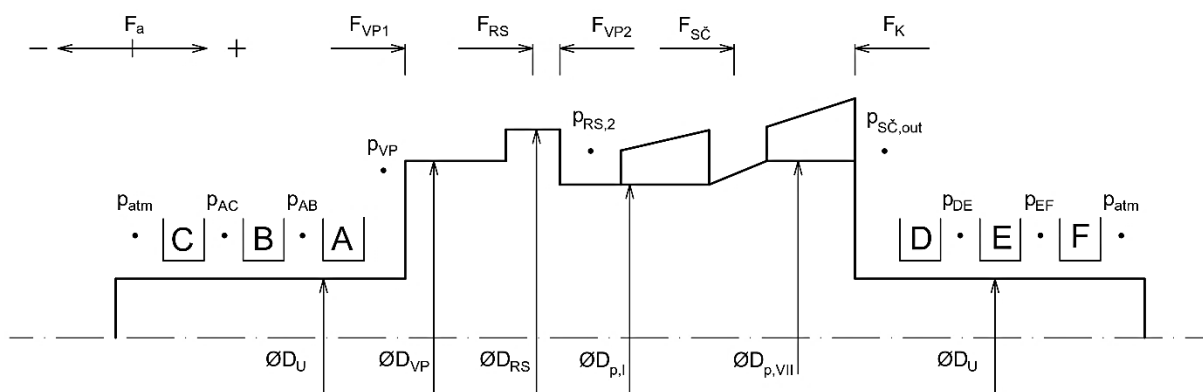 F_a
− +
F_VP1
F_RS
F_VP2
F_SČ
F_K
p_VP
p_RS,2
p_SČ,out
p_atm
p_AC
p_AB
p_DE
p_EF
p_atm
C
B
A
D
E
F
ØD_U
ØD_VP
ØD_RS
ØD_p,I
ØD_p,VII
ØD_U